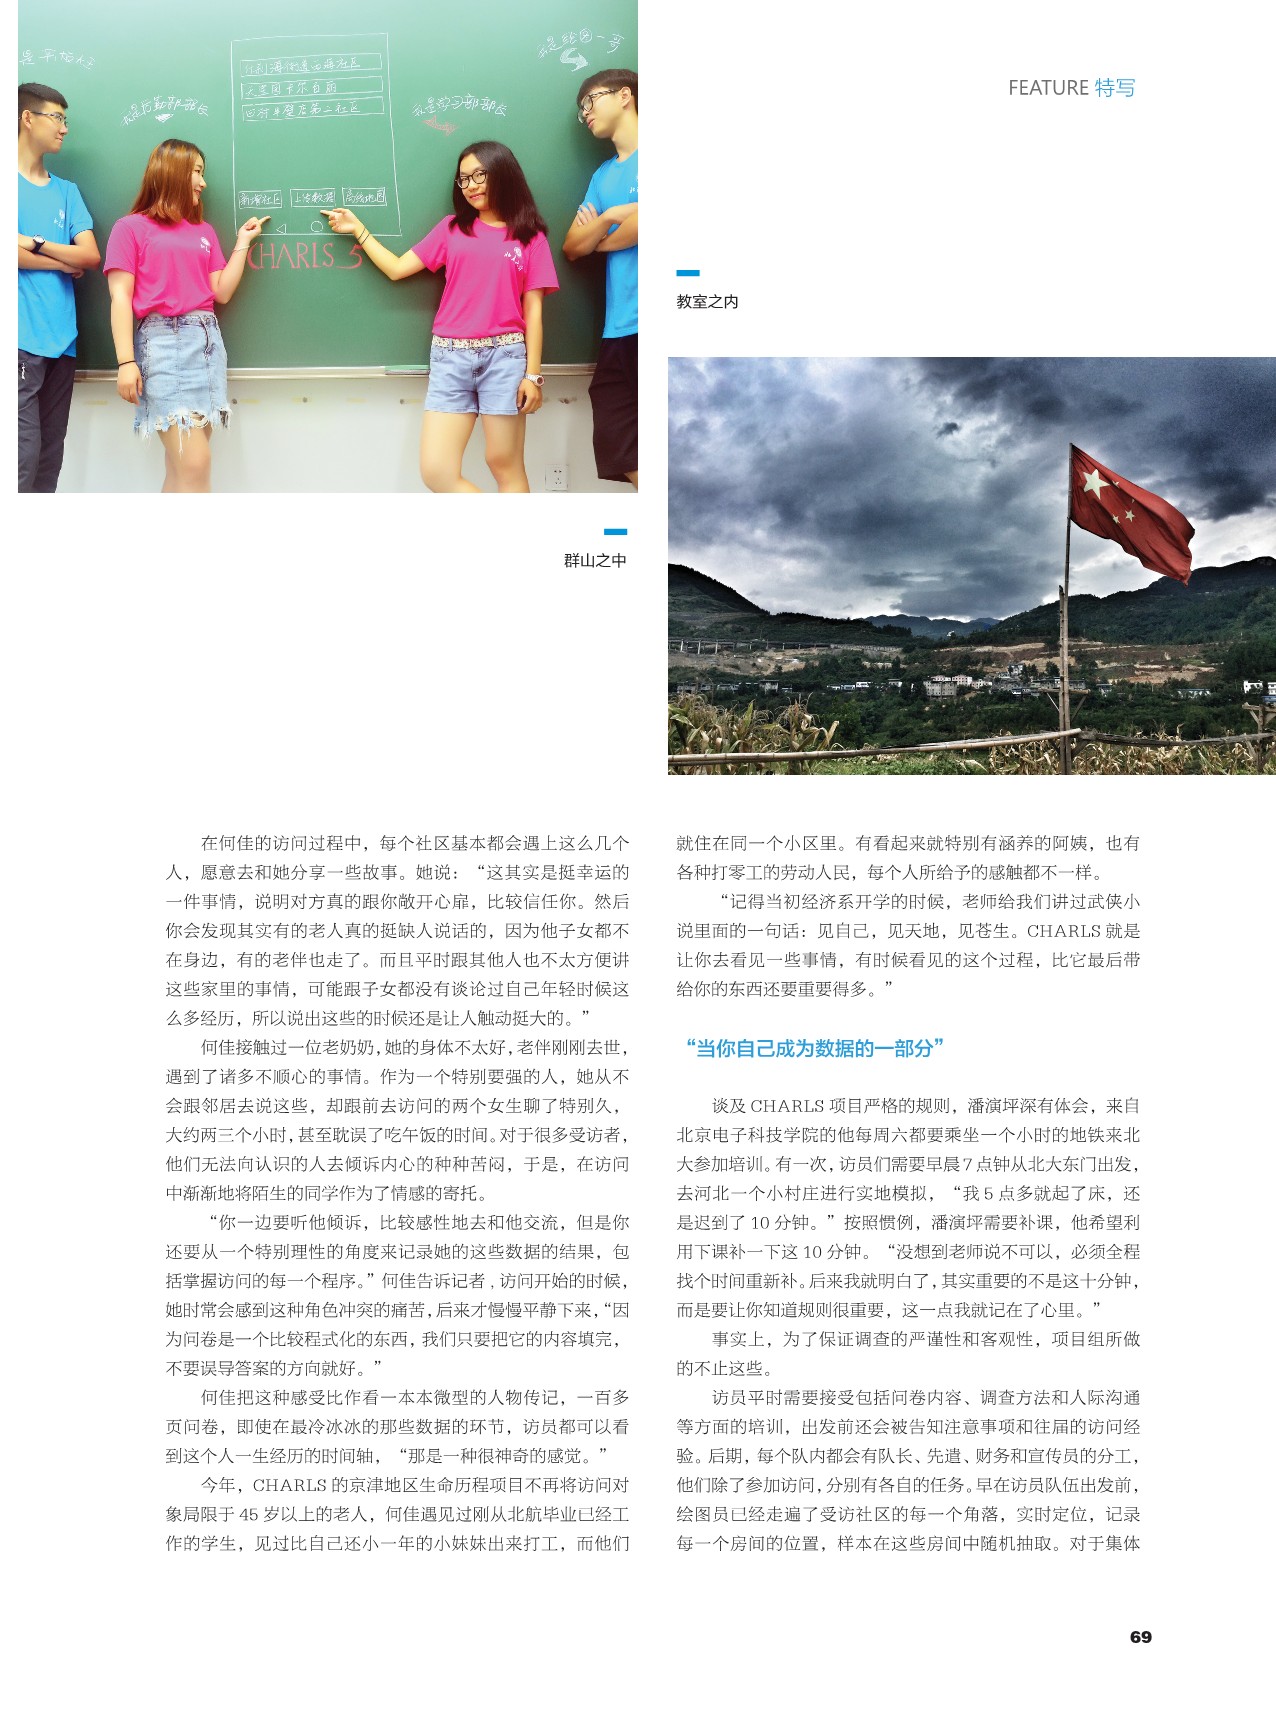 FEATURE 特写
新增社区
上传数据
高德地图
CHARLS 5
教室之内
群山之中
在何佳的访问过程中，每个社区基本都会遇上这么几个
人，愿意去和她分享一些故事。她说：“这其实是挺幸运的
一件事情，说明对方真的跟你敞开心扉，比较信任你。然后
你会发现其实有的老人真的挺缺人说话的，因为他子女都不
在身边，有的老伴也走了。而且平时跟其他人也不太方便讲
这些家里的事情，可能跟子女都没有谈论过自己年轻时候这
么多经历，所以说出这些的时候还是让人触动挺大的。”
何佳接触过一位老奶奶，她的身体不太好，老伴刚刚去世，
遇到了诸多不顺心的事情。作为一个特别要强的人，她从不
会跟邻居去说这些，却跟前去访问的两个女生聊了特别久，
大约两三个小时，甚至耽误了吃午饭的时间。对于很多受访者，
他们无法向认识的人去倾诉内心的种种苦闷，于是，在访问
中渐渐地将陌生的同学作为了情感的寄托。
“你一边要听他倾诉，比较感性地去和他交流，但是你
还要从一个特别理性的角度来记录她的这些数据的结果，包
括掌握访问的每一个程序。”何佳告诉记者，访问开始的时候，
她时常会感到这种角色冲突的痛苦，后来才慢慢平静下来，“因
为问卷是一个比较程式化的东西，我们只要把它的内容填完，
不要误导答案的方向就好。”
何佳把这种感受比作看一本本微型的人物传记，一百多
页问卷，即使在最冷冰冰的那些数据的环节，访员都可以看
到这个人一生经历的时间轴，“那是一种很神奇的感觉。”
今年，CHARLS 的京津地区生命历程项目不再将访问对
象局限于 45 岁以上的老人，何佳遇见过刚从北航毕业已经工
作的学生，见过比自己还小一年的小妹妹出来打工，而他们
就住在同一个小区里。有看起来就特别有涵养的阿姨，也有
各种打零工的劳动人民，每个人所给予的感触都不一样。
“记得当初经济系开学的时候，老师给我们讲过武侠小
说里面的一句话：见自己，见天地，见苍生。CHARLS 就是
让你去看见一些事情，有时候看见的这个过程，比它最后带
给你的东西还要重要得多。”
“当你自己成为数据的一部分”
谈及 CHARLS 项目严格的规则，潘演坪深有体会，来自
北京电子科技学院的他每周六都要乘坐一个小时的地铁来北
大参加培训。有一次，访员们需要早晨 7 点钟从北大东门出发，
去河北一个小村庄进行实地模拟，“我 5 点多就起了床，还
是迟到了 10 分钟。”按照惯例，潘演坪需要补课，他希望利
用下课补一下这 10 分钟。“没想到老师说不可以，必须全程
找个时间重新补。后来我就明白了，其实重要的不是这十分钟，
而是要让你知道规则很重要，这一点我就记在了心里。”
事实上，为了保证调查的严谨性和客观性，项目组所做
的不止这些。
访员平时需要接受包括问卷内容、调查方法和人际沟通
等方面的培训，出发前还会被告知注意事项和往届的访问经
验。后期，每个队内都会有队长、先遣、财务和宣传员的分工，
他们除了参加访问，分别有各自的任务。早在访员队伍出发前，
绘图员已经走遍了受访社区的每一个角落，实时定位，记录
每一个房间的位置，样本在这些房间中随机抽取。对于集体
69